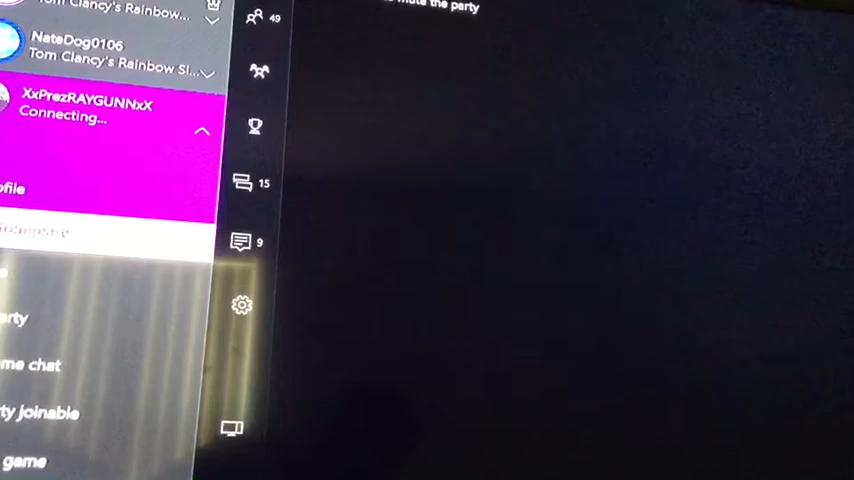 mute the party
Tom Clancy's Rainbow...
49
NateDog0106
Tom Clancy's Rainbow Si...
XxPrezRAYGUNNxX
Connecting...
ofile
15
9
arty
me chat
ty joinable
game